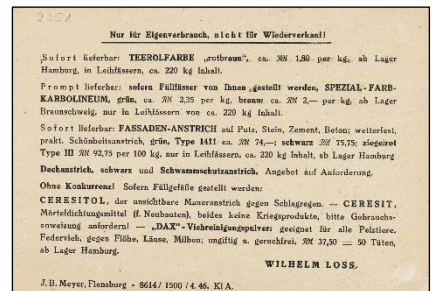 2251
Nur für Eigenverbrauch, nicht für Wiederverkauf!
Sofort lieferbar: TEEROLFARBE „rotbraun", ca. RM 1,80 per kg, ab Lager
Hamburg, in Leihfässern, ca. 220 kg Inhalt.
Prompt lieferbar: sofern Füllfässer von Ihnen gestellt werden, SPEZIAL-FARB-
KARBOLINEUM, grün, ca. RM 2,35 per kg, braun: ca. RM 2,— per kg, ab Lager
Braunschweig, nur in Leihfässern von ca. 220 kg Inhalt.
Sofort lieferbar: FASSADEN-ANSTRICH auf Putz, Stein, Zement, Beton; wetterfest,
prakt. Schönheitsanstrich, grün, Type 1411 ca. RM 74,—; schwarz RM 75,75; ziegelrot
Type III RM 92,75 per 100 kg, nur in Leihfässern, ca. 220 kg Inhalt, ab Lager Hamburg
Dachanstrich, schwarz und Schwammschutzanstrich, Angebot auf Anforderung.
Ohne Konkurrenz! Sofern Füllgefäße gestellt werden:
CERESITOL, der unsichtbare Maueranstrich gegen Schlagregen. — CERESIT,
Mörteldichtungsmittel (f. Neubauten), beides keine Kriegsprodukte, bitte Gebrauchs-
anweisung anfordern! — „DAX"-Viehreinigungspulver: geeignet für alle Pelztiere,
Federvieh, gegen Flöhe, Läuse, Milben; ungiftig u. geruchfrei, RM 37,50 = 50 Tüten,
ab Lager Hamburg.
WILHELM LOSS.
J. B. Meyer, Flensburg - 8614 / 1500 / 4. 46. Kl A.